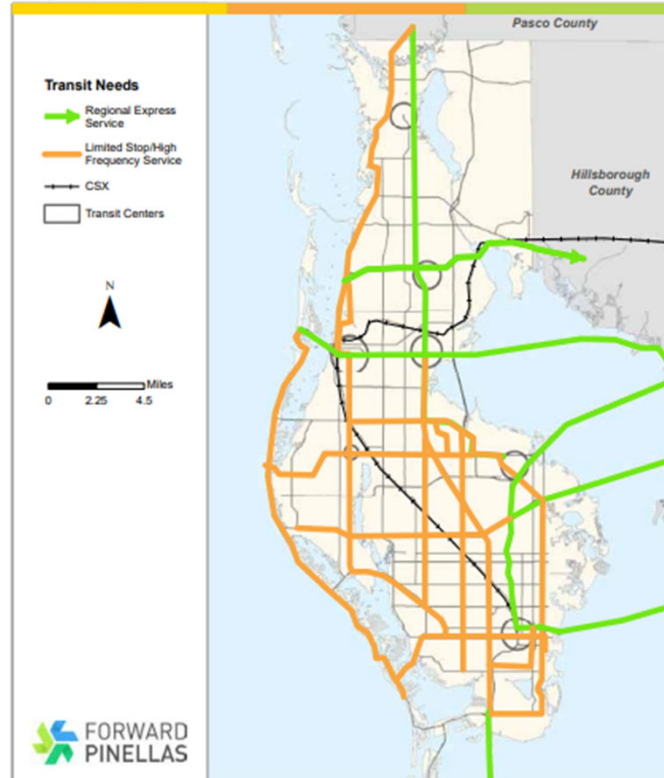 Pasco County
Transit Needs
Regional Express
Service
Limited Stop/High
Frequency Service
CSX
Transit Centers
Hillsborough
County
N
Miles
0 2.25 4.5
FORWARD
PINELLAS